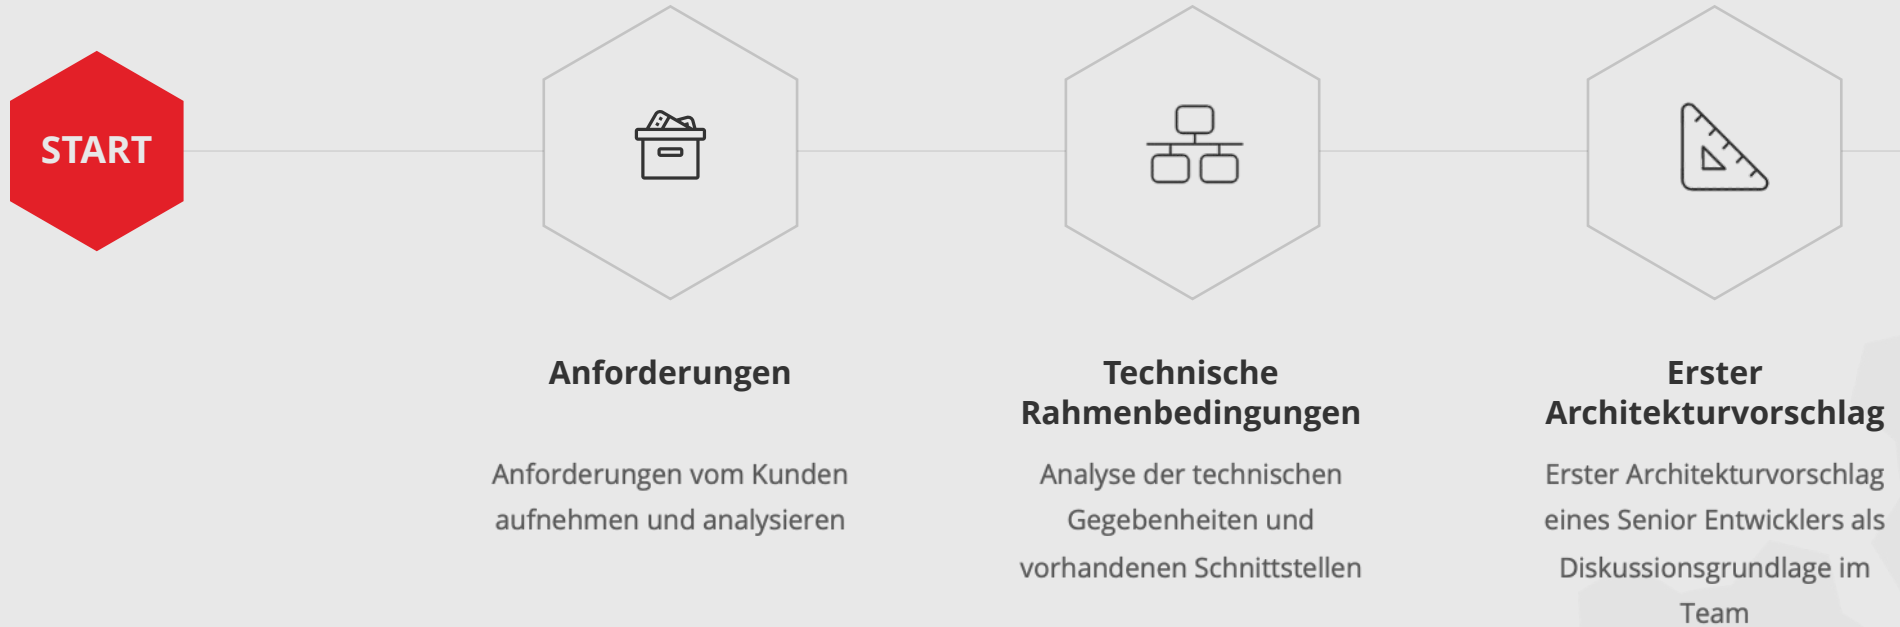 START
Anforderungen
Anforderungen vom Kunden
aufnehmen und analysieren
Technische
Rahmenbedingungen
Analyse der technischen
Gegebenheiten und
vorhandenen Schnittstellen
Erster
Architekturvorschlag
Erster Architekturvorschlag
eines Senior Entwicklers als
Diskussionsgrundlage im
Team